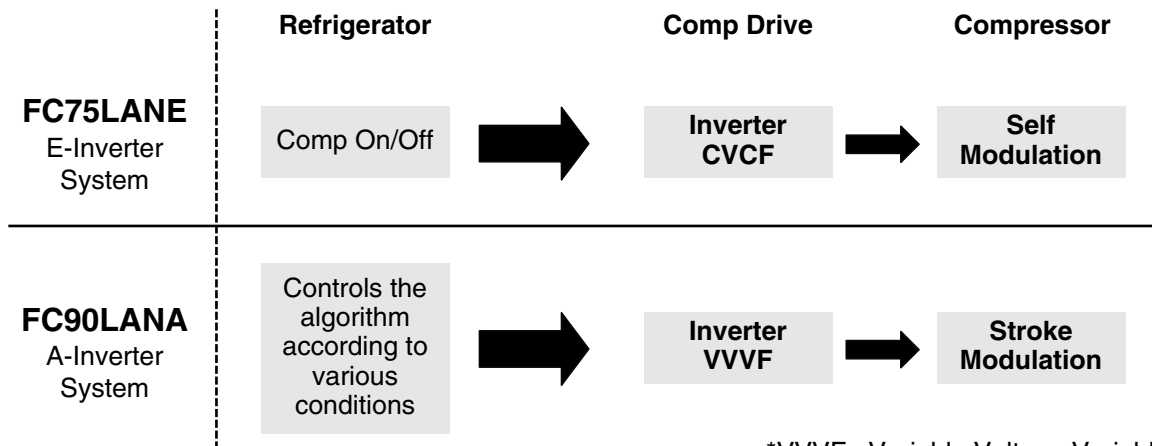 Refrigerator
Comp Drive
Compressor
FC75LANE
E-Inverter
System
Comp On/Off
Inverter
CVCF
Self
Modulation
FC90LANA
A-Inverter
System
Controls the
algorithm
according to
various
conditions
Inverter
VVVF
Stroke
Modulation
*VVVF : Variable Voltage Variabl